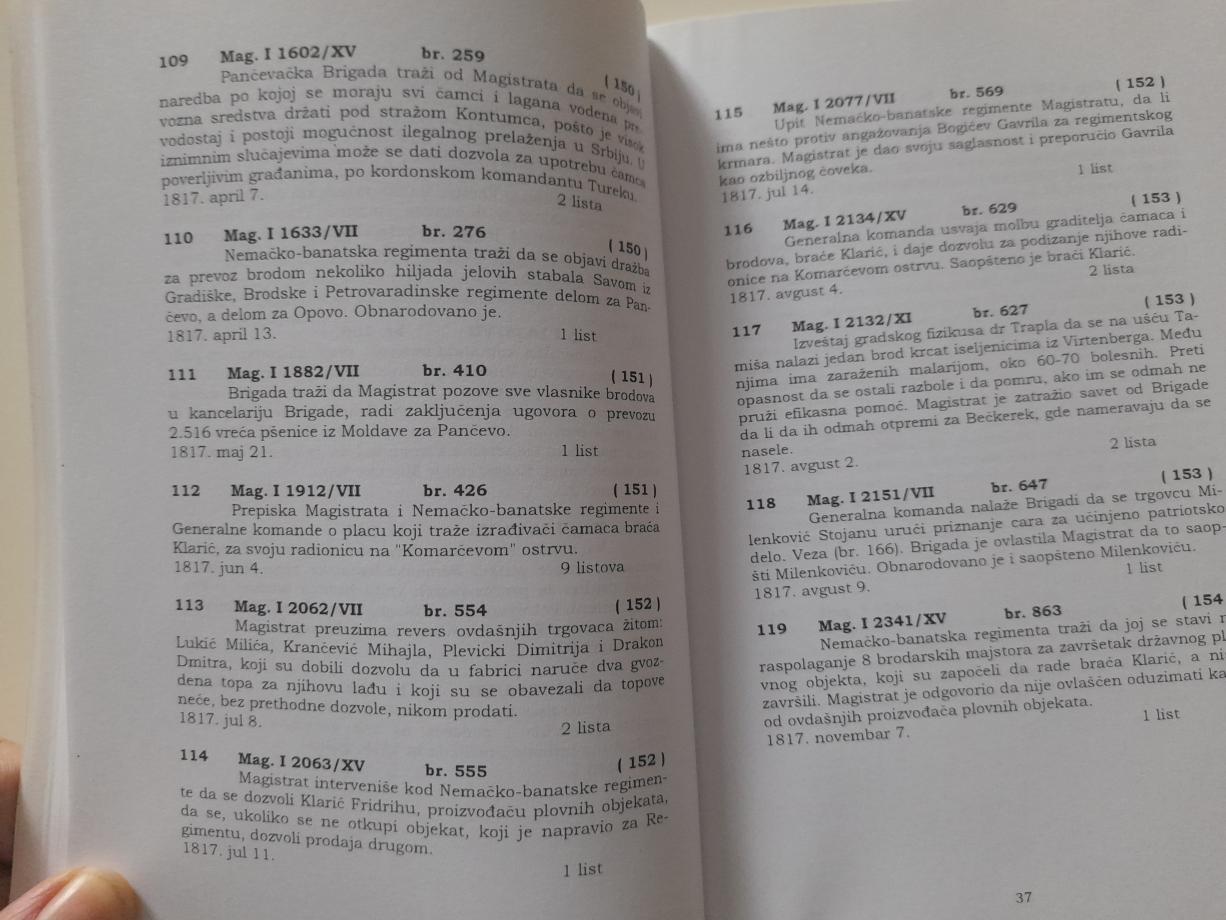 109 Mag. I 1602/XV br. 259 (150)
Pančevačka Brigada traži od Magistrata da se objavi
naredba po kojoj se moraju svi čamci i lagana vodena pre-
vozna sredstva držati pod stražom Kontumca, pošto je visok
vodostaj i postoji mogućnost ilegalnog prelaženja u Srbiju. U
iznimnim slučajevima može se dati dozvola za upotrebu čamca
poverljivim građanima, po kordonskom komandantu Tureku.
1817. april 7. 2 lista
110 Mag. I 1633/VII br. 276 (150)
Nemačko-banatska regimenta traži da se objavi dražba
za prevoz brodom nekoliko hiljada jelovih stabala Savom iz
Gradiške, Brodske i Petrovaradinske regimente delom za Pan-
čevo, a delom za Opovo. Obnarodovano je.
1817. april 13. 1 list
111 Mag. I 1882/VII br. 410 (151)
Brigada traži da Magistrat pozove sve vlasnike brodova
u kancelariju Brigade, radi zaključenja ugovora o prevozu
2.516 vreća pšenice iz Moldave za Pančevo.
1817. maj 21. 1 list
112 Mag. I 1912/VII br. 426 (151)
Prepiska Magistrata i Nemačko-banatske regimente i
Generalne komande o placu koji traže izrađivači čamaca braća
Klarić, za svoju radionicu na "Komarčevom" ostrvu.
1817. jun 4. 9 listova
113 Mag. I 2062/VII br. 554 (152)
Magistrat preuzima revers ovdašnjih trgovaca žitom:
Lukić Milića, Krančević Mihajla, Plevicki Dimitrija i Drakon
Dmitra, koji su dobili dozvolu da u fabrici naruče dva gvoz-
dena topa za njihovu lađu i koji su se obavezali da topove
neće, bez prethodne dozvole, nikom prodati.
1817. jul 8. 2 lista
114 Mag. I 2063/XV br. 555 (152)
Magistrat interveniše kod Nemačko-banatske regimen-
te da se dozvoli Klarić Fridrihu, proizvođaču plovnih objekata,
da se, ukoliko se ne otkupi objekat, koji je napravio za Re-
gimentu, dozvoli prodaja drugom.
1817. jul 11. 1 list
115 Mag. I 2077/VII br. 569 (152)
Upit Nemačko-banatske regimente Magistratu, da li
ima nešto protiv angažovanja Bogićev Gavrila za regimentskog
krmara. Magistrat je dao svoju saglasnost i preporučio Gavrila
kao ozbiljnog čoveka.
1817. jul 14. 1 list
116 Mag. I 2134/XV br. 629 (153)
Generalna komanda usvaja molbu graditelja čamaca i
brodova, braće Klarić, i daje dozvolu za podizanje njihove radi-
onice na Komarčevom ostrvu. Saopšteno je braći Klarić.
1817. avgust 4. 2 lista
117 Mag. I 2132/XI br. 627 (153)
Izveštaj gradskog fizikusa dr Trapla da se na ušću Ta-
miša nalazi jedan brod krcat iseljenicima iz Virtenberga. Među
njima ima zaraženih malarijom, oko 60-70 bolesnih. Preti
opasnost da se ostali razbole i da pomru, ako im se odmah ne
pruži efikasna pomoć. Magistrat je zatražio savet od Brigade
da li da ih odmah otpremi za Bečkerek, gde nameravaju da se
nasele.
1817. avgust 2. 2 lista
118 Mag. I 2151/VII br. 647 (153)
Generalna komanda nalaže Brigadi da se trgovcu Mi-
lenković Stojanu uruči priznanje cara za učinjeno patriotsko
delo. Veza (br. 166). Brigada je ovlastila Magistrat da to saop-
šti Milenkoviću. Obnarodovano je i saopšteno Milenkoviću.
1817. avgust 9. 1 list
119 Mag. I 2341/XV br. 863 (154
Nemačko-banatska regimenta traži da joj se stavi
raspolaganje 8 brodarskih majstora za završetak državnog pl
vnog objekta, koji su započeli da rade braća Klarić, a ni
završili. Magistrat je odgovorio da nije ovlašćen oduzimati ka
od ovdašnjih proizvođača plovnih objekata.
1817. novembar 7. 1 list
37